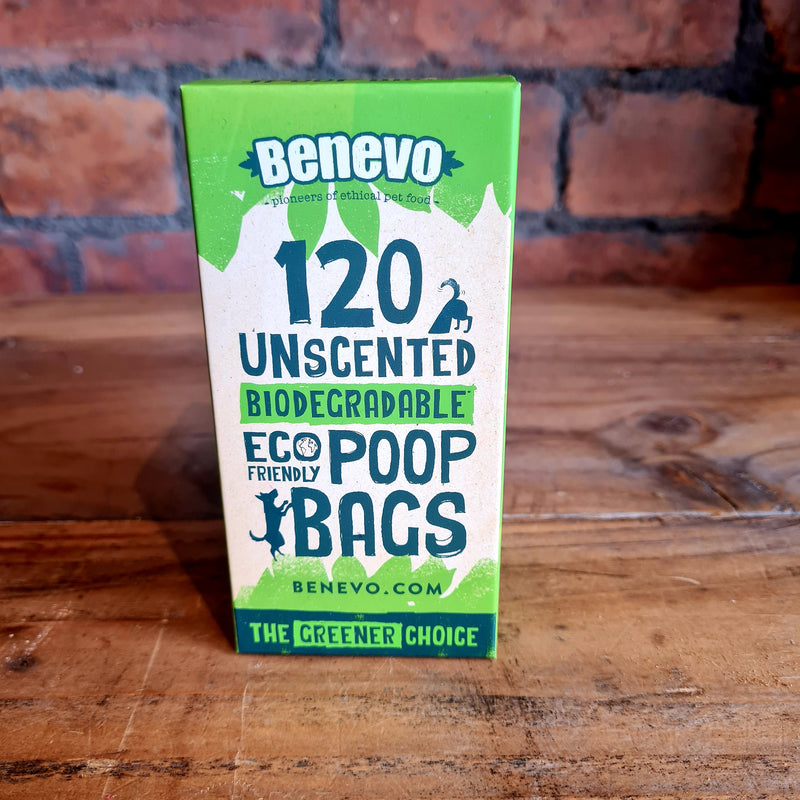 Benevo
- pioneers of ethical pet food -
120
UNSCENTED
BIODEGRADABLE
ECO FRIENDLY POOP
BAGS
BENEVO.COM
THE GREENER CHOICE